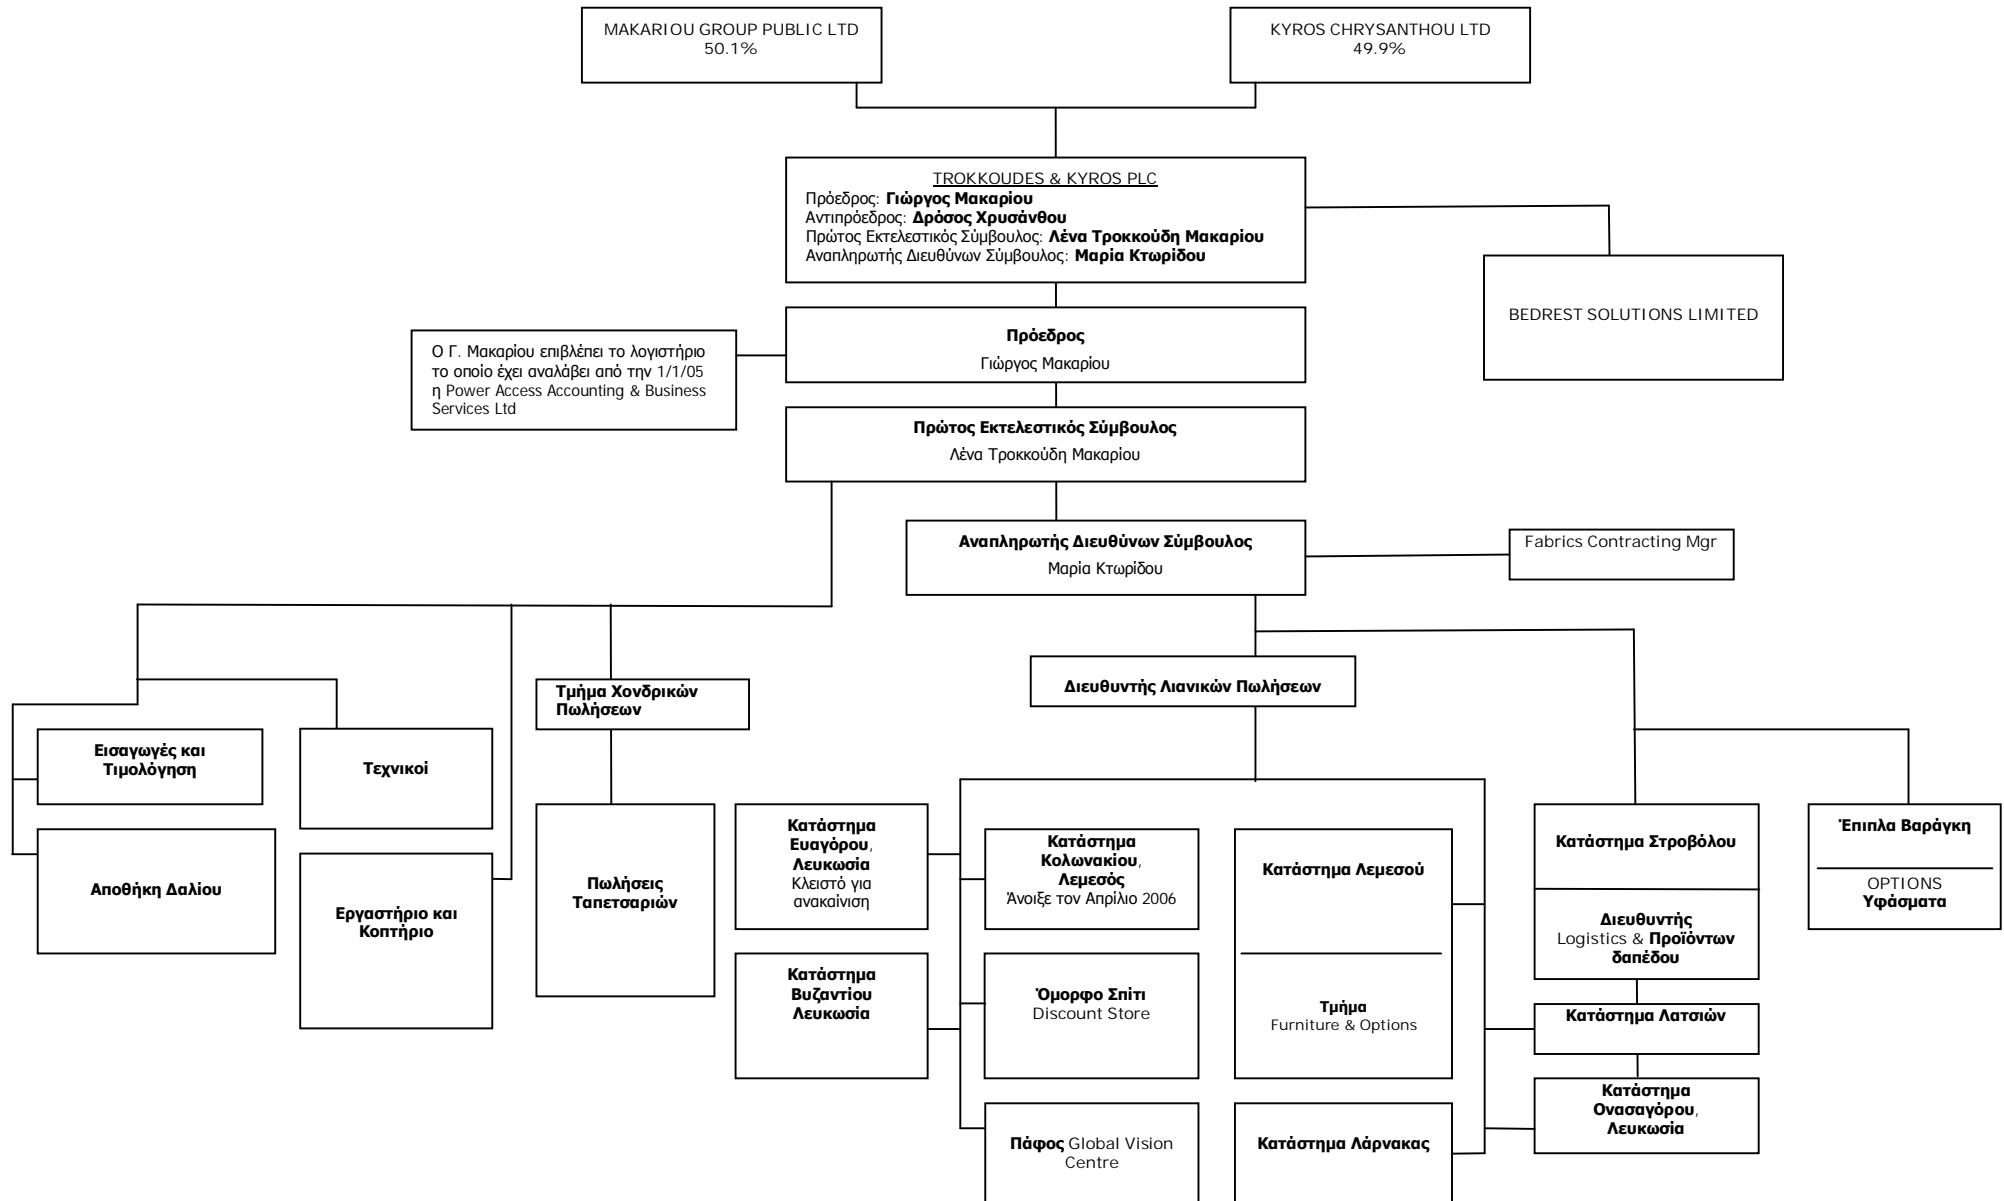 MAKARIOU GROUP PUBLIC LTD
50.1%
KYROS CHRYSANTHOU LTD
49.9%
TROKKOUDES & KYROS PLC
Πρόεδρος: Γιώργος Μακαρίου
Αντιπρόεδρος: Δρόσος Χρυσάνθου
Πρώτος Εκτελεστικός Σύμβουλος: Λένα Τροκκούδη Μακαρίου
Αναπληρωτής Διευθύνων Σύμβουλος: Μαρία Κτωρίδου
BEDREST SOLUTIONS LIMITED
Πρόεδρος
Γιώργος Μακαρίου
Ο Γ. Μακαρίου επιβλέπει το λογιστήριο
το οποίο έχει αναλάβει από την 1/1/05
η Power Access Accounting & Business
Services Ltd
Πρώτος Εκτελεστικός Σύμβουλος
Λένα Τροκκούδη Μακαρίου
Αναπληρωτής Διευθύνων Σύμβουλος
Μαρία Κτωρίδου
Fabrics Contracting Mgr
Τμήμα Χονδρικών
Πωλήσεων
Διευθυντής Λιανικών Πωλήσεων
Εισαγωγές και
Τιμολόγηση
Τεχνικοί
Αποθήκη Δαλίου
Εργαστήριο και
Κοπτήριο
Πωλήσεις
Ταπετσαριών
Κατάστημα
Ευαγόρου,
Λευκωσία
Κλειστό για
ανακαίνιση
Κατάστημα
Κολωνακίου,
Λεμεσός
Άνοιξε τον Απρίλιο 2006
Κατάστημα Λεμεσού
Κατάστημα Στροβόλου
Έπιπλα Βαράγκη
OPTIONS
Υφάσματα
Διευθυντής
Logistics & Προϊόντων
δαπέδου
Κατάστημα
Βυζαντίου
Λευκωσία
Όμορφο Σπίτι
Discount Store
Τμήμα
Furniture & Options
Κατάστημα Λατσιών
Κατάστημα
Ονασαγόρου,
Λευκωσία
Πάφος Global Vision
Centre
Κατάστημα Λάρνακας